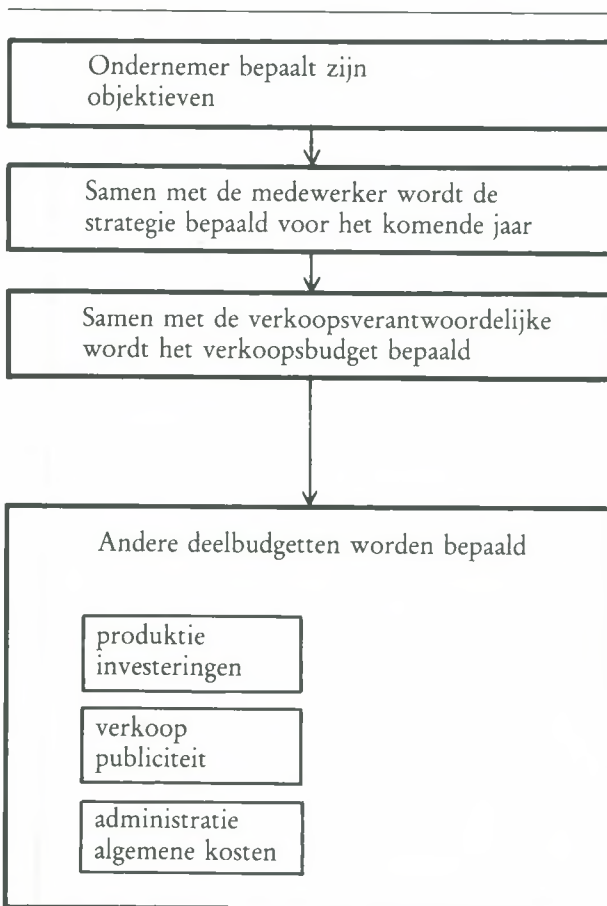 Ondernemer bepaalt zijn
objektieven
Samen met de medewerker wordt de
strategie bepaald voor het komende jaar
Samen met de verkoopsverantwoordelijke
wordt het verkoopsbudget bepaald
Andere deelbudgetten worden bepaald
produktie
investeringen
verkoop
publiciteit
administratie
algemene kosten